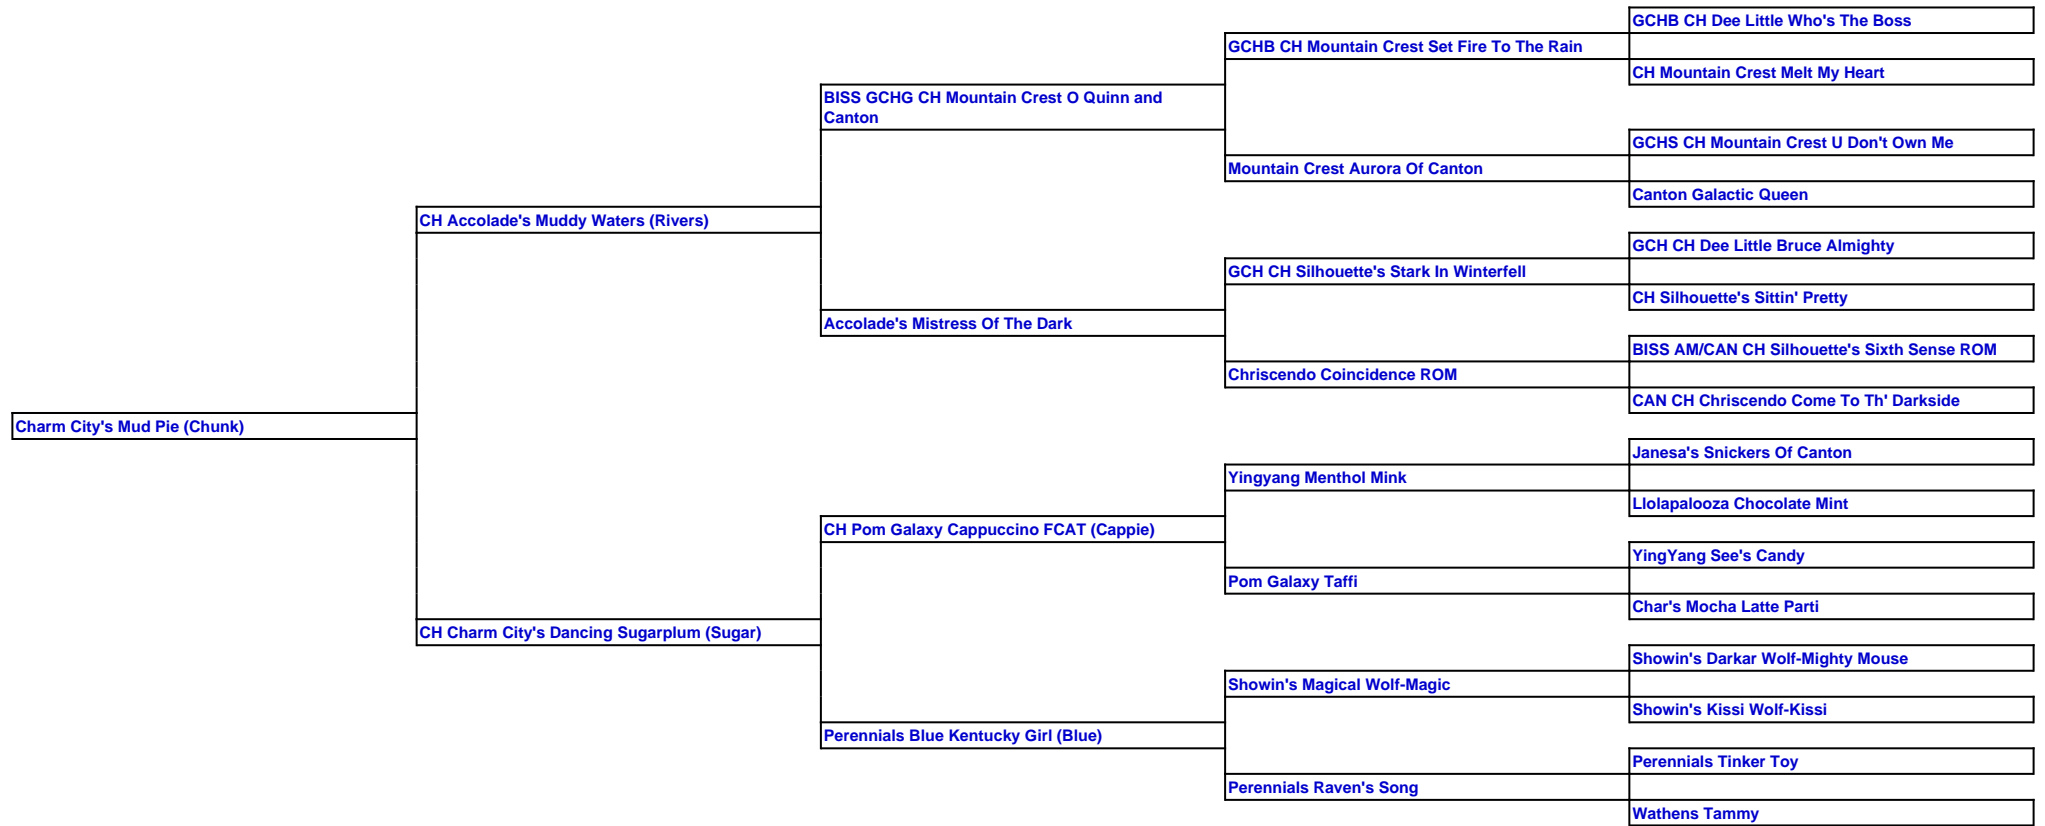 GCHB CH Dee Little Who's The Boss
GCHB CH Mountain Crest Set Fire To The Rain
CH Mountain Crest Melt My Heart
BISS GCHG CH Mountain Crest O Quinn and
Canton
GCHS CH Mountain Crest U Don't Own Me
Mountain Crest Aurora Of Canton
Canton Galactic Queen
CH Accolade's Muddy Waters (Rivers)
GCH CH Dee Little Bruce Almighty
GCH CH Silhouette's Stark In Winterfell
CH Silhouette's Sittin' Pretty
Accolade's Mistress Of The Dark
BISS AM/CAN CH Silhouette's Sixth Sense ROM
Chriscendo Coincidence ROM
CAN CH Chriscendo Come To Th' Darkside
Charm City's Mud Pie (Chunk)
Janesa's Snickers Of Canton
Yingyang Menthol Mink
Llolapalooza Chocolate Mint
CH Pom Galaxy Cappuccino FCAT (Cappie)
YingYang See's Candy
Pom Galaxy Taffi
Char's Mocha Latte Parti
CH Charm City's Dancing Sugarplum (Sugar)
Showin's Darkar Wolf-Mighty Mouse
Showin's Magical Wolf-Magic
Showin's Kissi Wolf-Kissi
Perennials Blue Kentucky Girl (Blue)
Perennials Tinker Toy
Perennials Raven's Song
Wathens Tammy